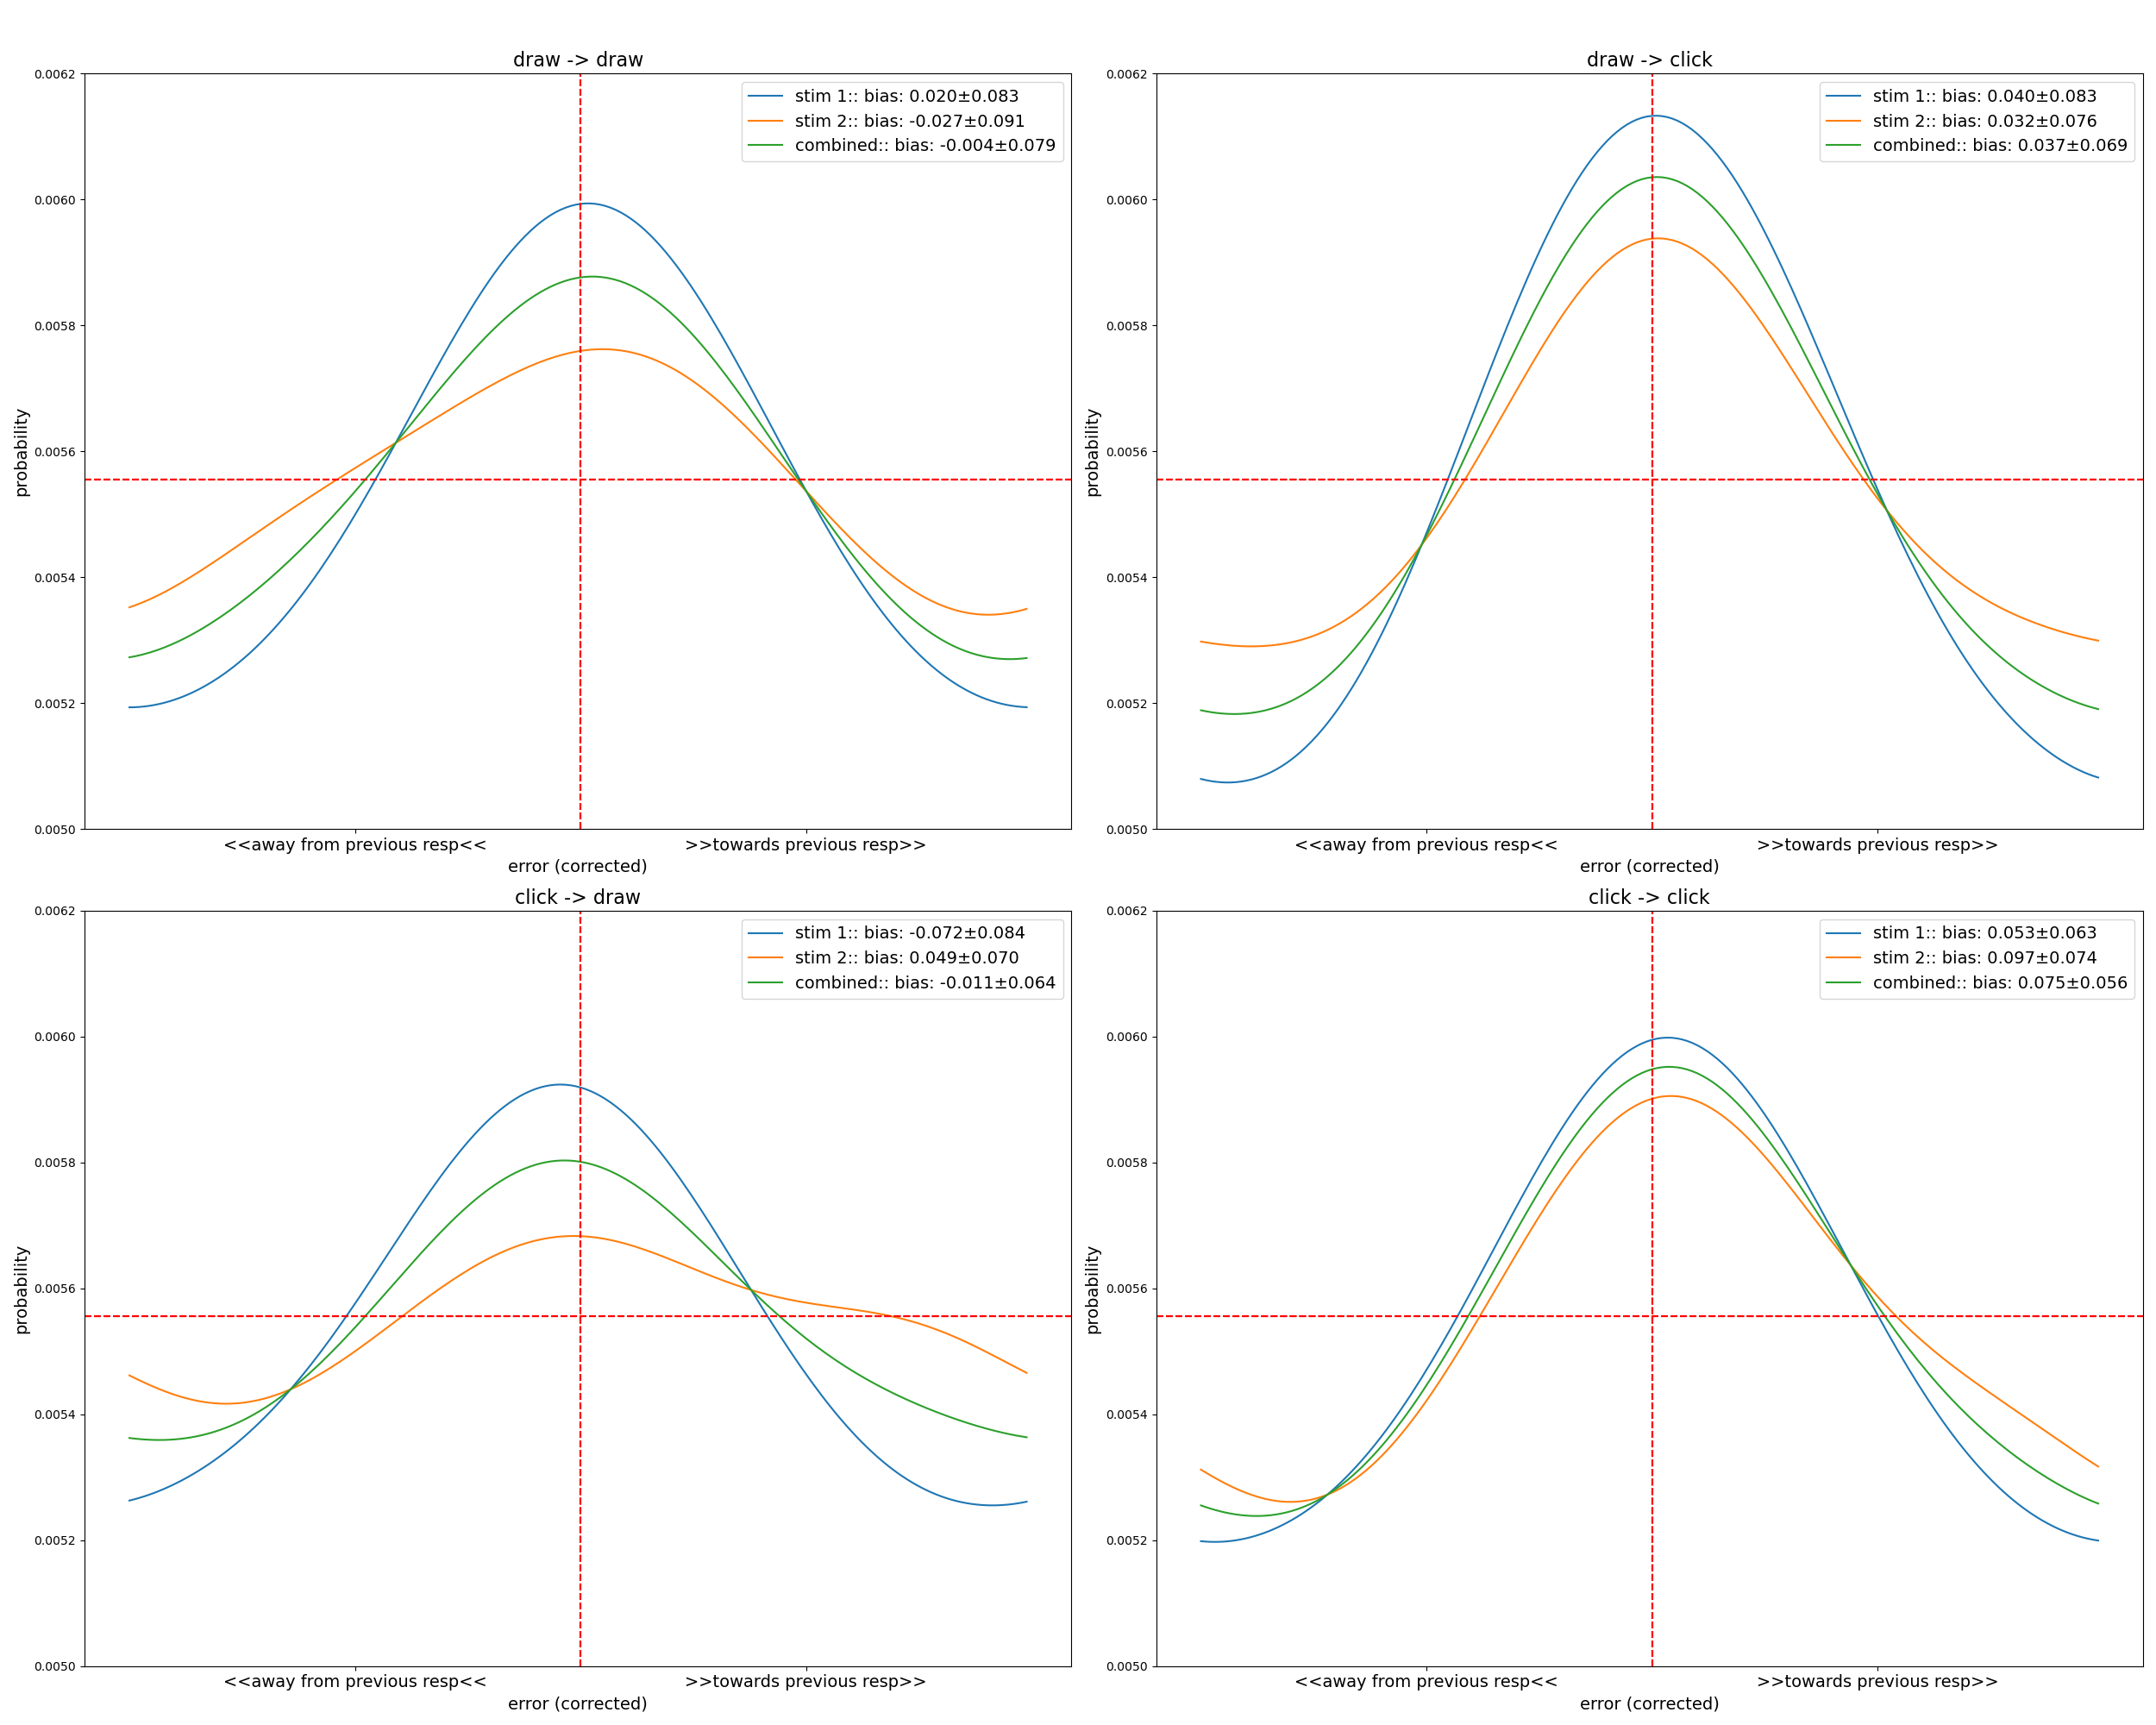 draw -> draw
0.0062
0.0060
0.0058
0.0056
0.0054
0.0052
0.0050
probability
stim 1:: bias: 0.020±0.083
stim 2:: bias: -0.027±0.091
combined:: bias: -0.004±0.079
<<away from previous resp<<
>>towards previous resp>>
error (corrected)
draw -> click
0.0062
0.0060
0.0058
0.0056
0.0054
0.0052
0.0050
probability
stim 1:: bias: 0.040±0.083
stim 2:: bias: 0.032±0.076
combined:: bias: 0.037±0.069
<<away from previous resp<<
>>towards previous resp>>
error (corrected)
click -> draw
0.0062
0.0060
0.0058
0.0056
0.0054
0.0052
0.0050
probability
stim 1:: bias: -0.072±0.084
stim 2:: bias: 0.049±0.070
combined:: bias: -0.011±0.064
<<away from previous resp<<
>>towards previous resp>>
error (corrected)
click -> click
0.0062
0.0060
0.0058
0.0056
0.0054
0.0052
0.0050
probability
stim 1:: bias: 0.053±0.063
stim 2:: bias: 0.097±0.074
combined:: bias: 0.075±0.056
<<away from previous resp<<
>>towards previous resp>>
error (corrected)